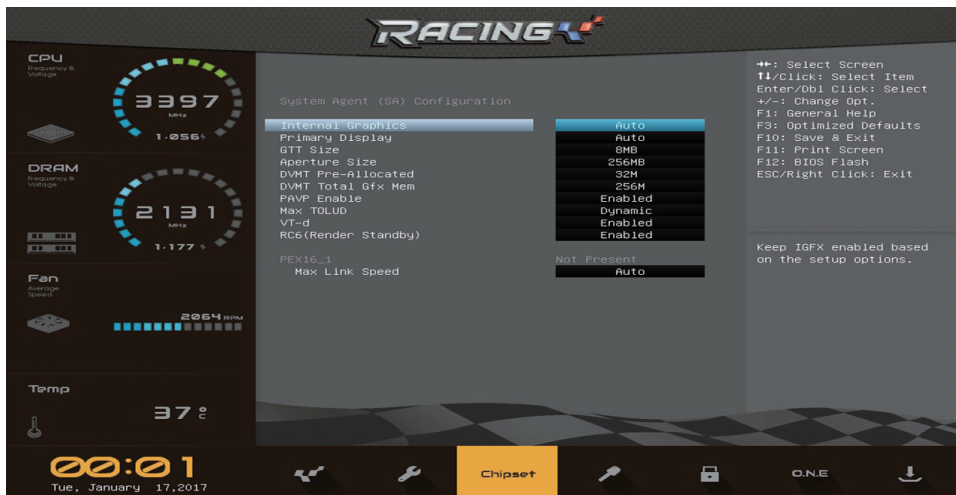 RACING
CPU
Frequency &
Voltage
3397
MHz
1.056
DRAM
Frequency &
Voltage
2131
MHz
1.177
Fan
Average
Speed
2064 RPM
Temp
37 °C
00:01
Tue, January 17,2017
System Agent (SA) Configuration
Internal Graphics Auto
Primary Display Auto
GTT Size 8MB
Aperture Size 256MB
DVMT Pre-Allocated 32M
DVMT Total Gfx Mem 256M
PAVP Enable Enabled
Max TOLUD Dynamic
VT-d Enabled
RC6(Render Standby) Enabled
PEX16_1 Not Present
Max Link Speed Auto
→←: Select Screen
↑↓/Click: Select Item
Enter/Dbl Click: Select
+/-: Change Opt.
F1: General Help
F3: Optimized Defaults
F10: Save & Exit
F11: Print Screen
F12: BIOS Flash
ESC/Right Click: Exit
Keep IGFX enabled based
on the setup options.
Chipset
O.N.E